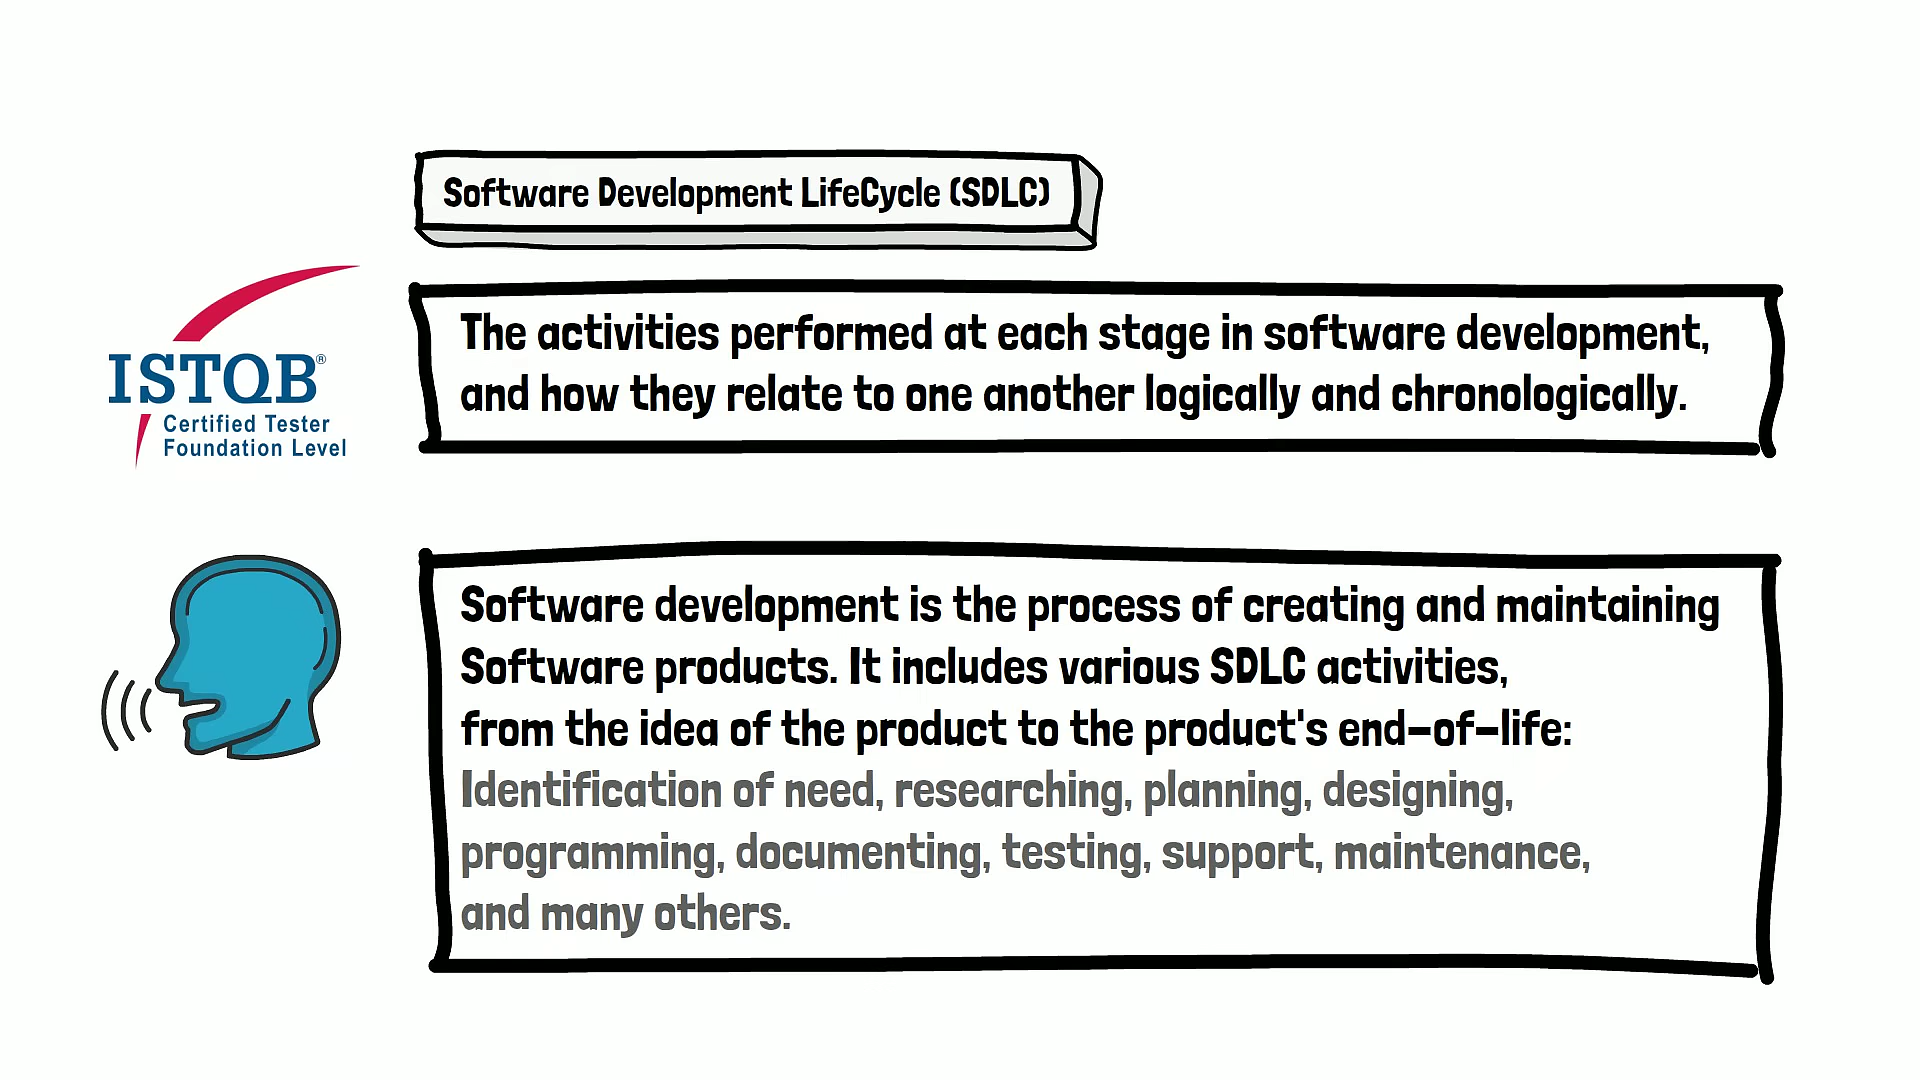 Software Development LifeCycle (SDLC)
ISTQB®
Certified Tester
Foundation Level
The activities performed at each stage in software development,
and how they relate to one another logically and chronologically.
Software development is the process of creating and maintaining
Software products. It includes various SDLC activities,
from the idea of the product to the product's end-of-life:
Identification of need, researching, planning, designing,
programming, documenting, testing, support, maintenance,
and many others.